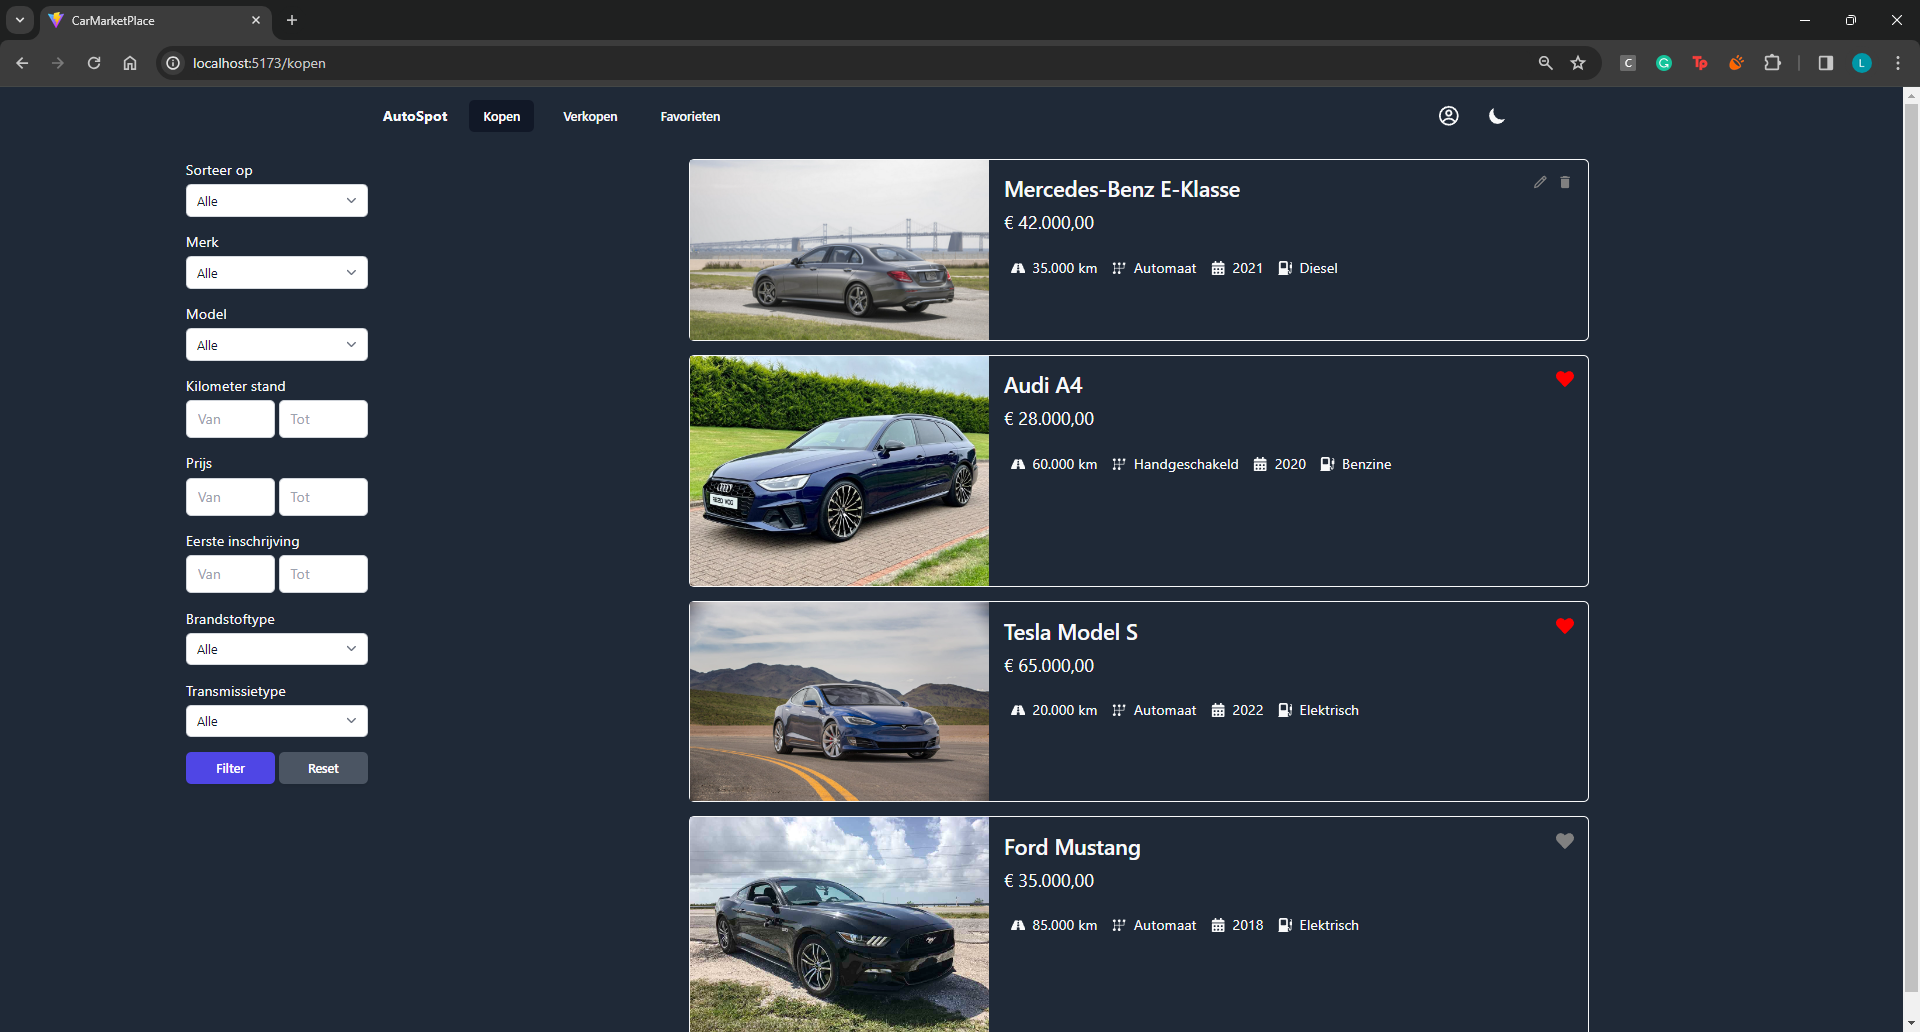 CarMarketPlace
localhost:5173/kopen
AutoSpot
Kopen
Verkopen
Favorieten
Sorteer op
Alle
Merk
Alle
Model
Alle
Kilometer stand
Van
Tot
Prijs
Van
Tot
Eerste inschrijving
Van
Tot
Brandstoftype
Alle
Transmissietype
Alle
Filter
Reset
Mercedes-Benz E-Klasse
€ 42.000,00
35.000 km Automaat 2021 Diesel
Audi A4
€ 28.000,00
60.000 km Handgeschakeld 2020 Benzine
Tesla Model S
€ 65.000,00
20.000 km Automaat 2022 Elektrisch
Ford Mustang
€ 35.000,00
85.000 km Automaat 2018 Elektrisch
C
G
Tp
L